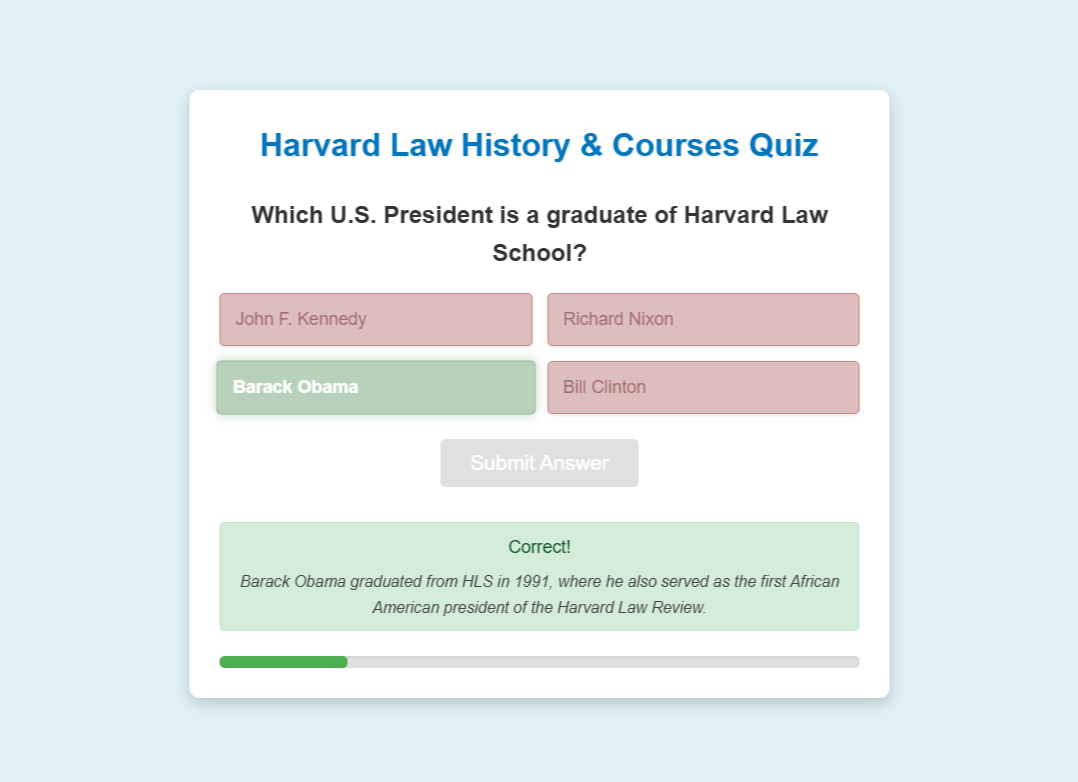 Harvard Law History & Courses Quiz
Which U.S. President is a graduate of Harvard Law
School?
John F. Kennedy
Richard Nixon
Barack Obama
Bill Clinton
Submit Answer
Correct!
Barack Obama graduated from HLS in 1991, where he also served as the first African
American president of the Harvard Law Review.